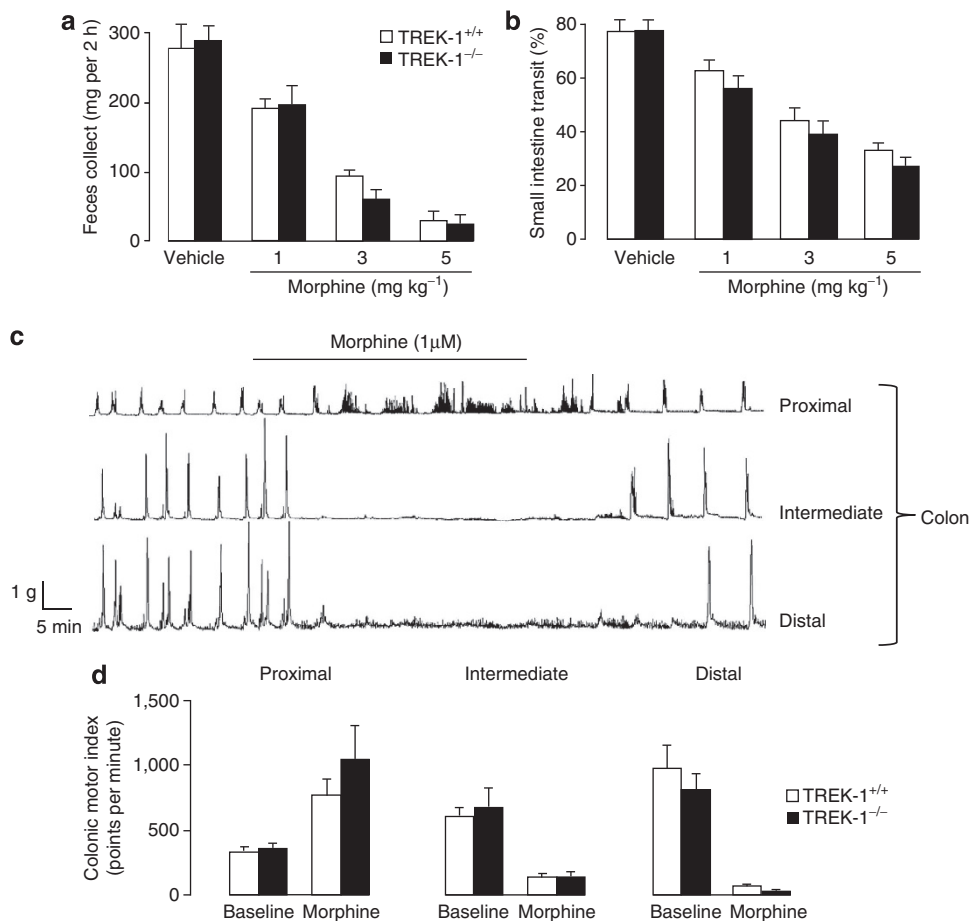 a
Feces collect (mg per 2 h)
300
200
100
0
Vehicle
1
3
5
Morphine (mg kg⁻¹)
TREK-1⁺/⁺
TREK-1⁻/⁻
b
Small intestine transit (%)
80
60
40
20
0
Vehicle
1
3
5
Morphine (mg kg⁻¹)
c
Morphine (1μM)
Proximal
Intermediate
Distal
Colon
1 g
5 min
d
Proximal
Intermediate
Distal
Colonic motor index
(points per minute)
1,500
1,000
500
0
Baseline Morphine
Baseline Morphine
Baseline Morphine
TREK-1⁺/⁺
TREK-1⁻/⁻